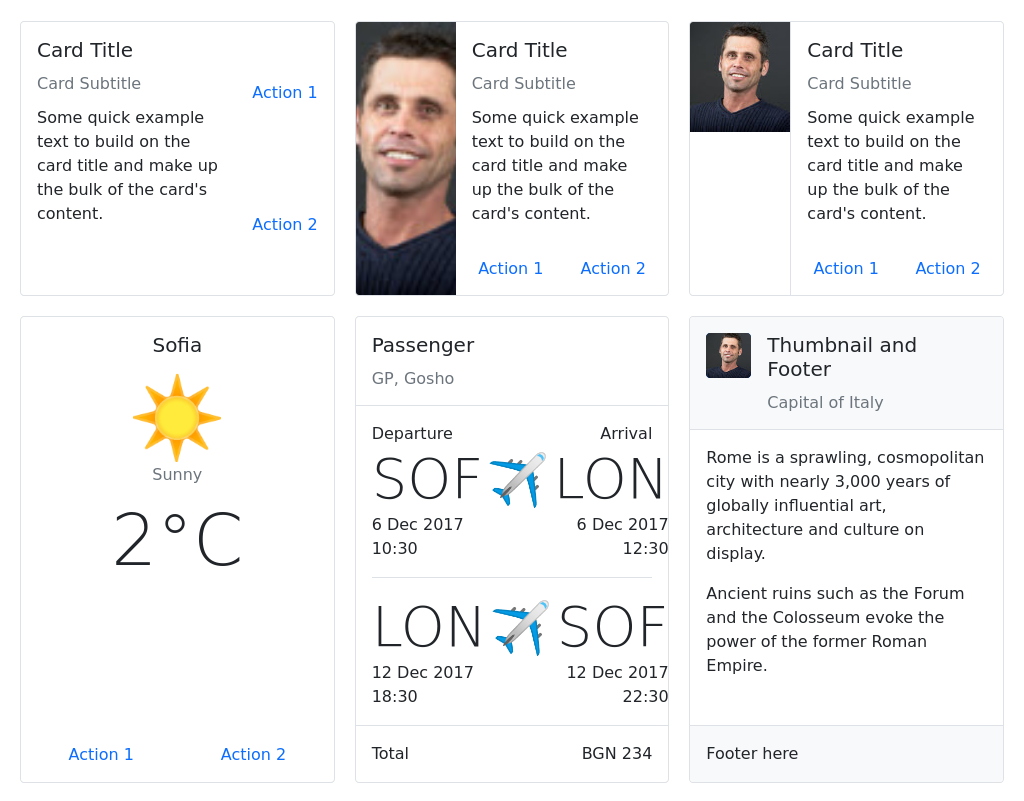 Card Title
Card Subtitle
Some quick example
text to build on the
card title and make up
the bulk of the card's
content.
Action 1
Action 2
Card Title
Card Subtitle
Some quick example
text to build on the
card title and make
up the bulk of the
card's content.
Action 1 Action 2
Card Title
Card Subtitle
Some quick example
text to build on the
card title and make
up the bulk of the
card's content.
Action 1 Action 2
Sofia
Sunny
2°C
Action 1 Action 2
Passenger
GP, Gosho
Departure Arrival
SOF LON
6 Dec 2017 6 Dec 2017
10:30 12:30
LON SOF
12 Dec 2017 12 Dec 2017
18:30 22:30
Total BGN 234
Thumbnail and
Footer
Capital of Italy
Rome is a sprawling, cosmopolitan
city with nearly 3,000 years of
globally influential art,
architecture and culture on
display.
Ancient ruins such as the Forum
and the Colosseum evoke the
power of the former Roman
Empire.
Footer here